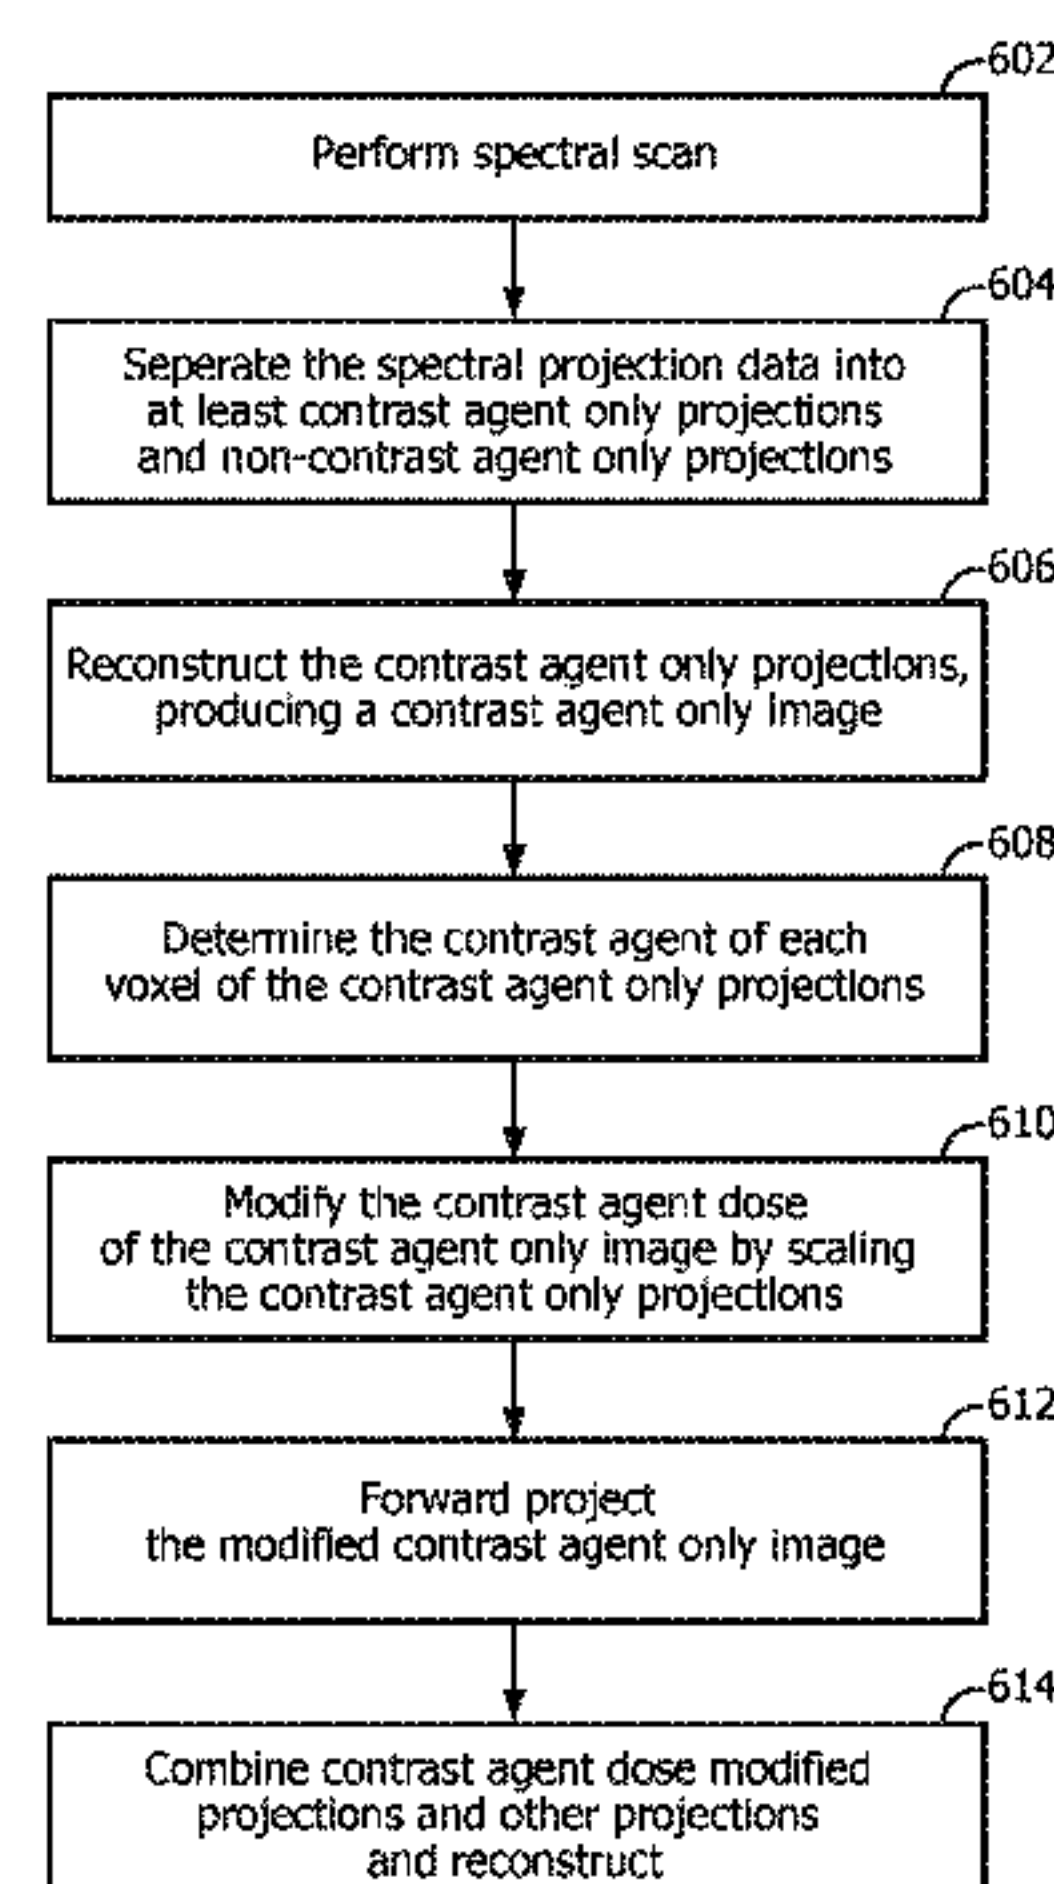 602
Perform spectral scan
604
Seperate the spectral projection data into
at least contrast agent only projections
and non-contrast agent only projections
606
Reconstruct the contrast agent only projections,
producing a contrast agent only image
608
Determine the contrast agent of each
voxel of the contrast agent only projections
610
Modify the contrast agent dose
of the contrast agent only image by scaling
the contrast agent only projections
612
Forward project
the modified contrast agent only image
614
Combine contrast agent dose modified
projections and other projections
and reconstruct